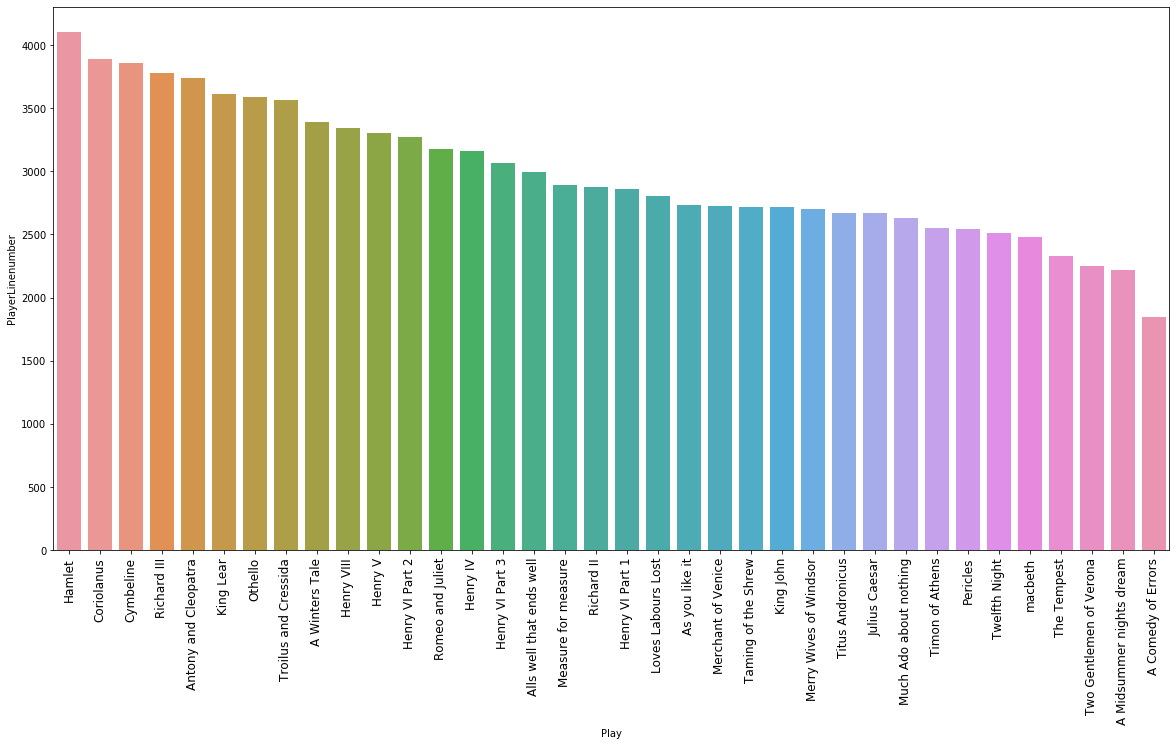 4000
3500
3000
2500
2000
1500
1000
500
0
PlayerLinenumber
Hamlet
Coriolanus
Cymbeline
Richard III
Antony and Cleopatra
King Lear
Othello
Troilus and Cressida
A Winters Tale
Henry VIII
Henry V
Henry VI Part 2
Romeo and Juliet
Henry IV
Henry VI Part 3
Alls well that ends well
Measure for measure
Richard II
Henry VI Part 1
Loves Labours Lost
As you like it
Merchant of Venice
Taming of the Shrew
King John
Merry Wives of Windsor
Titus Andronicus
Julius Caesar
Much Ado about nothing
Timon of Athens
Pericles
Twelfth Night
macbeth
The Tempest
Two Gentlemen of Verona
A Midsummer nights dream
A Comedy of Errors
Play